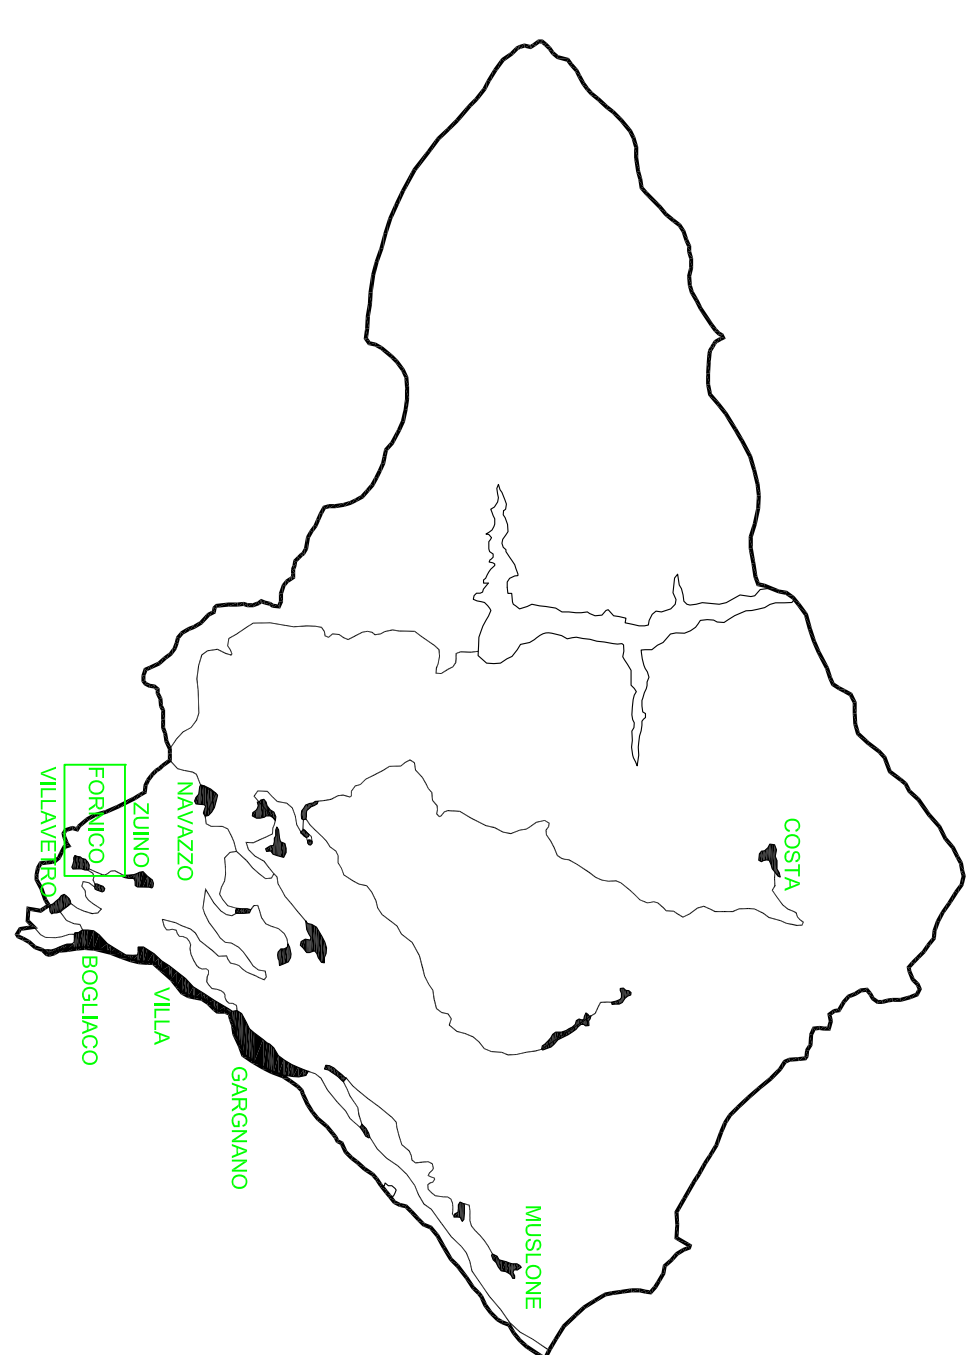 COSTA
NAVAZZO
ZUINO
FORNICO
VILLAVETRO
BOGLIACO
VILLA
GARGNANO
MUSLONE